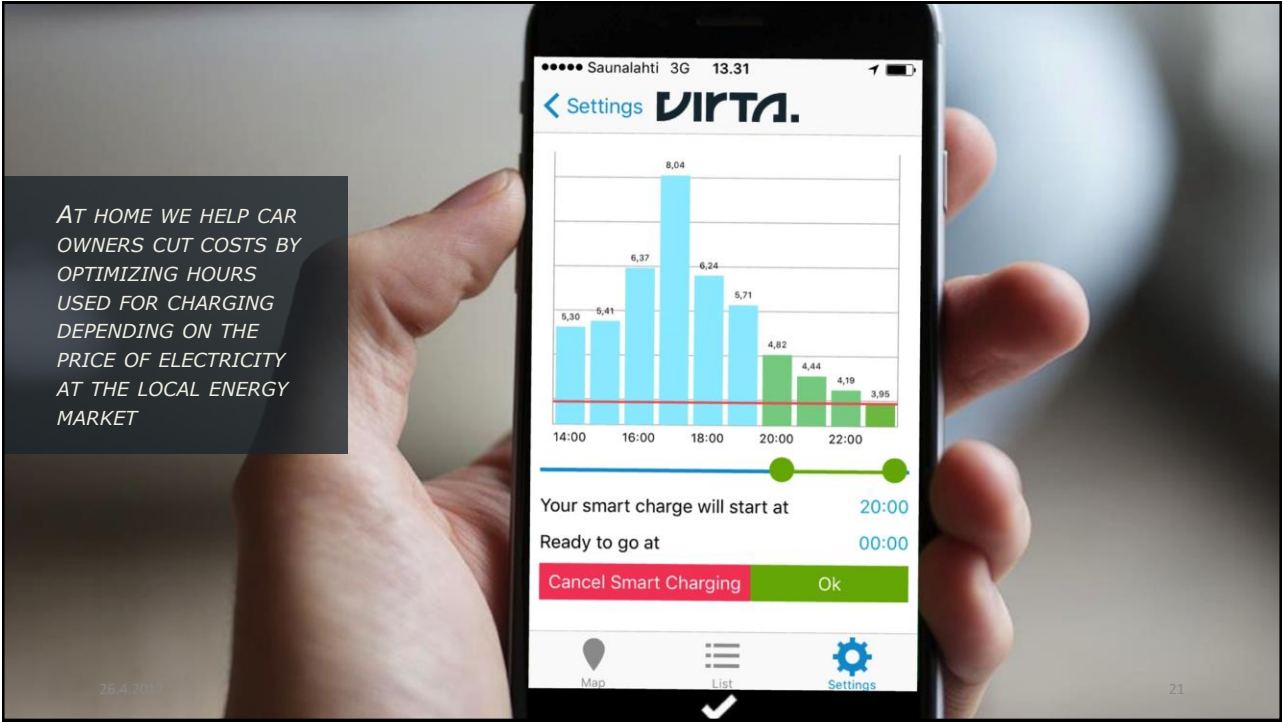 AT HOME WE HELP CAR
OWNERS CUT COSTS BY
OPTIMIZING HOURS
USED FOR CHARGING
DEPENDING ON THE
PRICE OF ELECTRICITY
AT THE LOCAL ENERGY
MARKET
Saunalahti 3G 13.31
Settings VIRTA.
8,04
6,37
6,24
5,71
5,30
5,41
4,82
4,44
4,19
3,95
14:00 16:00 18:00 20:00 22:00
Your smart charge will start at 20:00
Ready to go at 00:00
Cancel Smart Charging Ok
Map List Settings
21